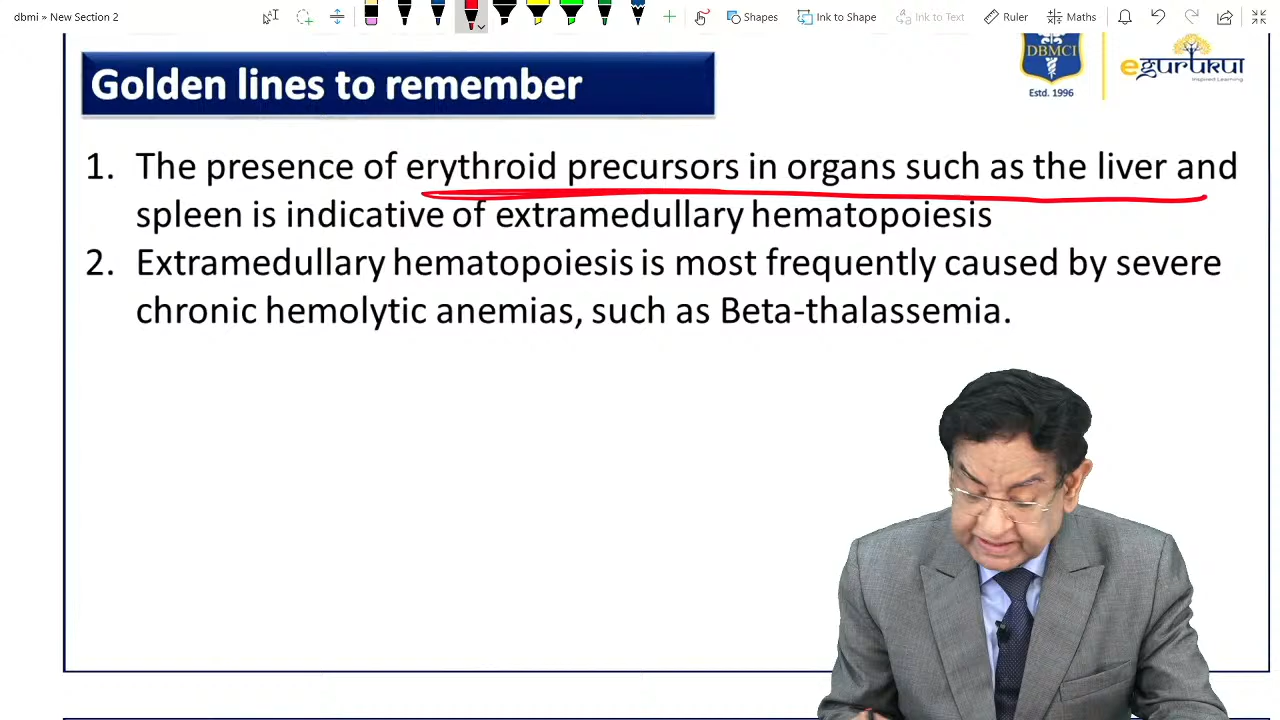 dbmi » New Section 2
Shapes
Ink to Shape
Ink to Text
Ruler
Maths
Golden lines to remember
DBMCI
Estd. 1996
egurukul
Inspired Learning
1. The presence of erythroid precursors in organs such as the liver and
spleen is indicative of extramedullary hematopoiesis
2. Extramedullary hematopoiesis is most frequently caused by severe
chronic hemolytic anemias, such as Beta-thalassemia.